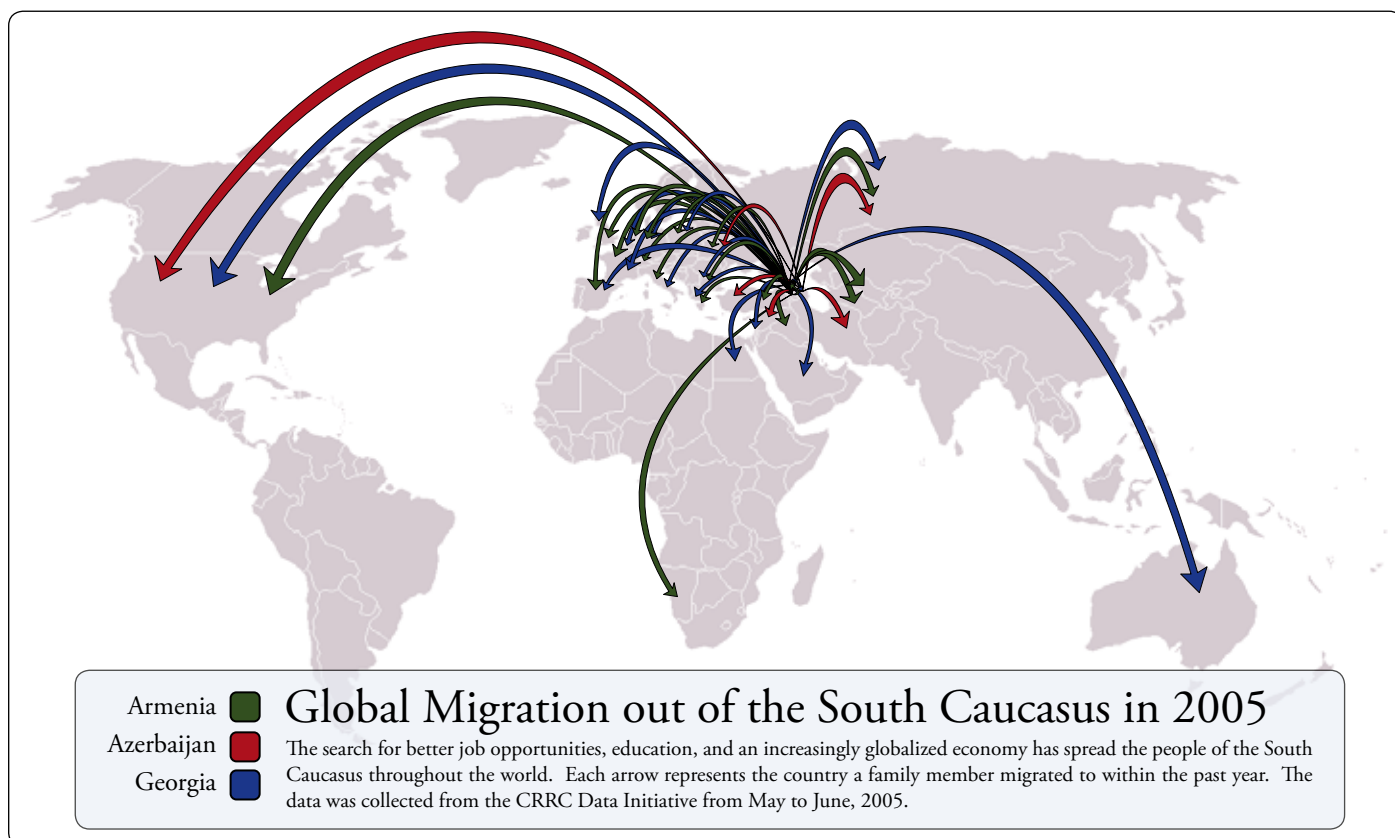 Armenia
Azerbaijan
Georgia
Global Migration out of the South Caucasus in 2005
The search for better job opportunities, education, and an increasingly globalized economy has spread the people of the South
Caucasus throughout the world. Each arrow represents the country a family member migrated to within the past year. The
data was collected from the CRRC Data Initiative from May to June, 2005.